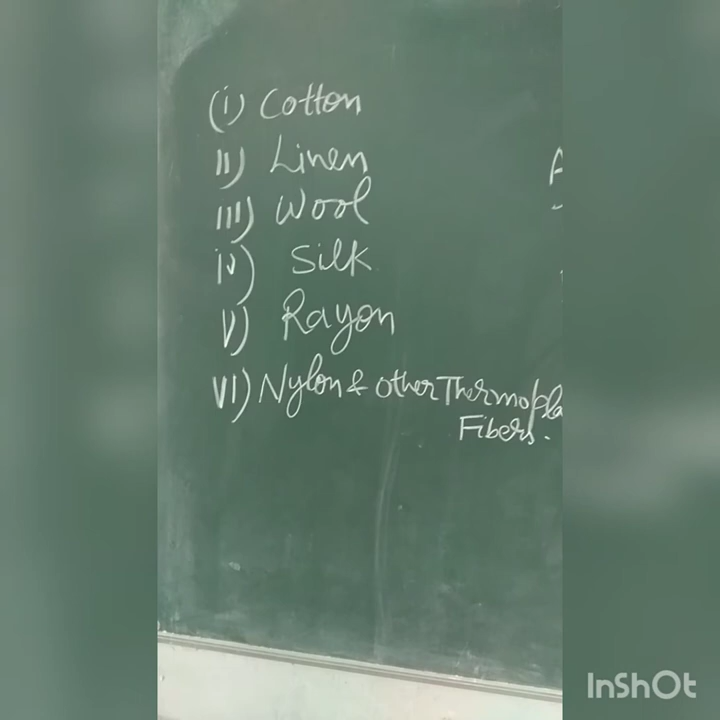 (i) Cotton
ii) Linen
iii) Wool
iv) Silk
v) Rayon
vi) Nylon & other Thermopla
Fibers.
InShOt